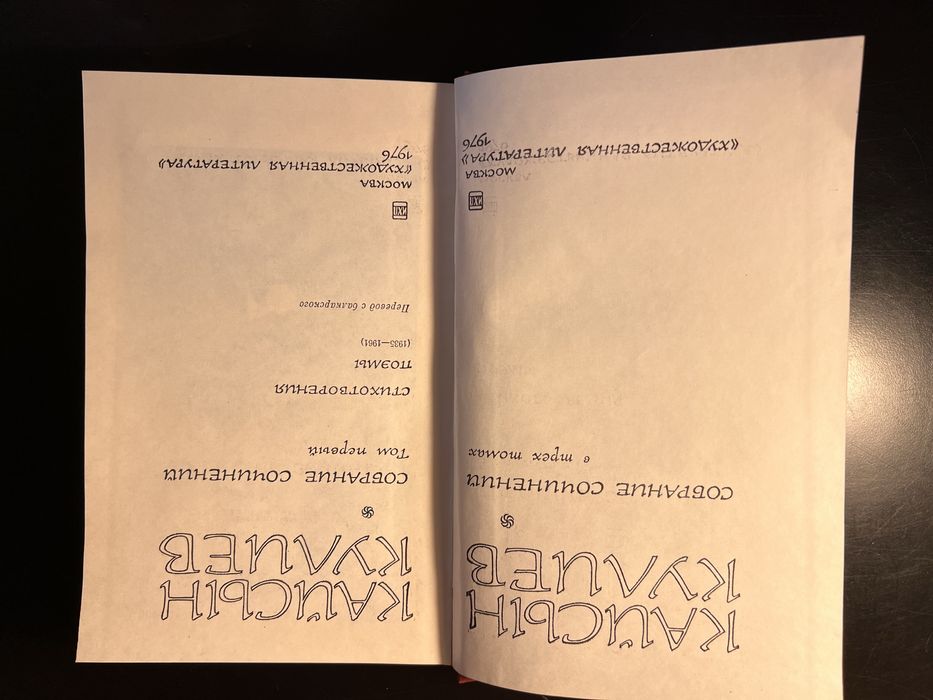 КАЙСЫН
КУЛИЕВ
СОБРАНИЕ СОЧИНЕНИЙ
в трех томах
МОСКВА
«ХУДОЖЕСТВЕННАЯ ЛИТЕРАТУРА»
1976
КАЙСЫН
КУЛИЕВ
СОБРАНИЕ СОЧИНЕНИЙ
Том первый
СТИХОТВОРЕНИЯ
ПОЭМЫ
(1935—1961)
Перевод с балкарского
МОСКВА
«ХУДОЖЕСТВЕННАЯ ЛИТЕРАТУРА»
1976